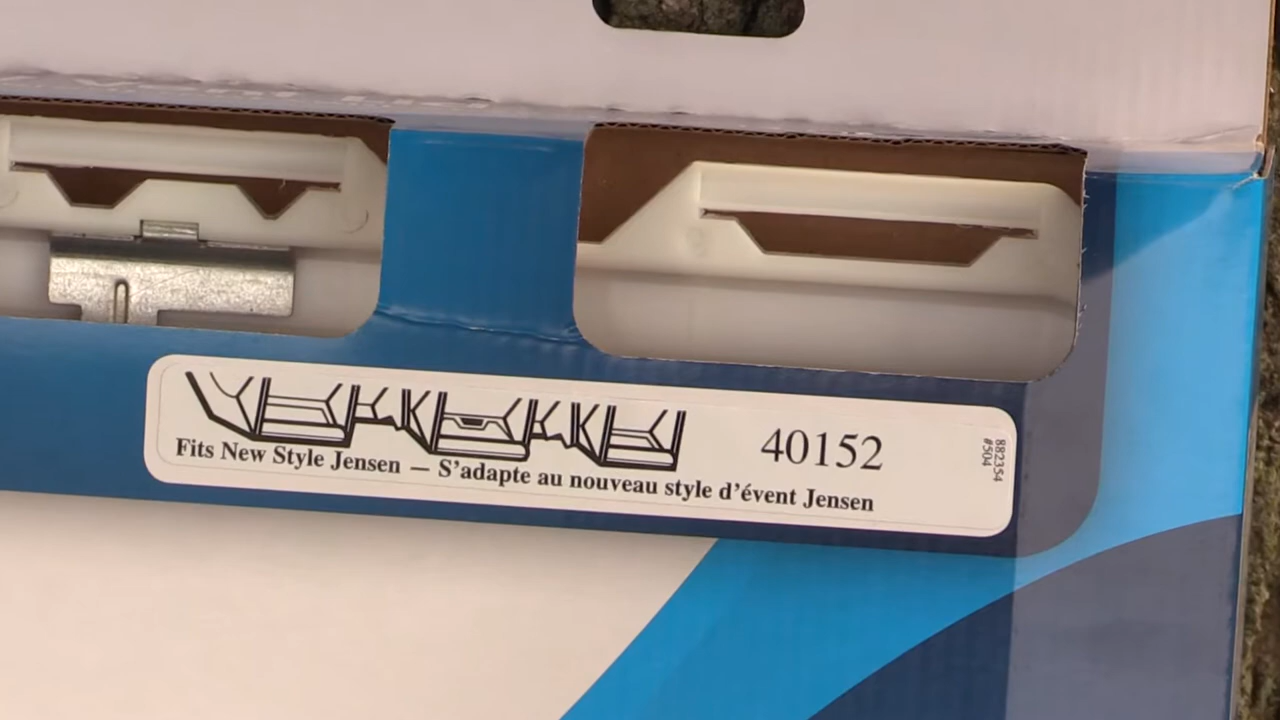 40152
Fits New Style Jensen — S'adapte au nouveau style d'évent Jensen
882354
#504